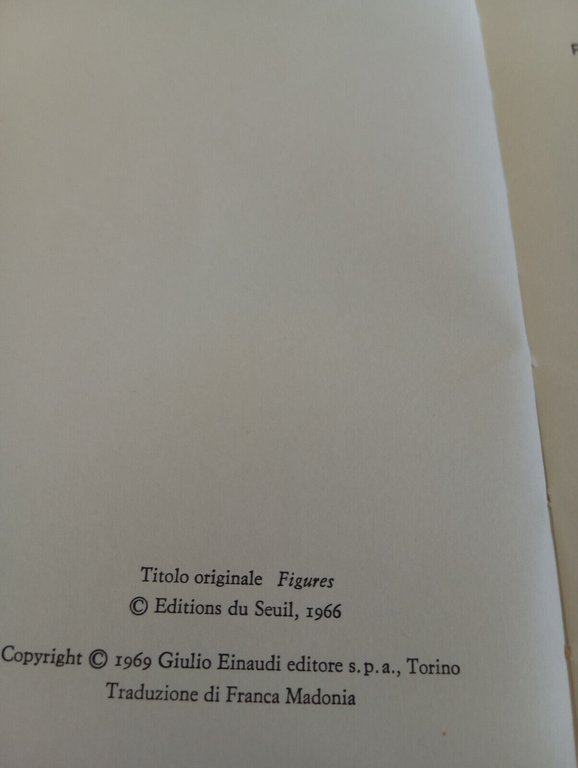 Titolo originale Figures
© Editions du Seuil, 1966
Copyright © 1969 Giulio Einaudi editore s.p.a., Torino
Traduzione di Franca Madonia